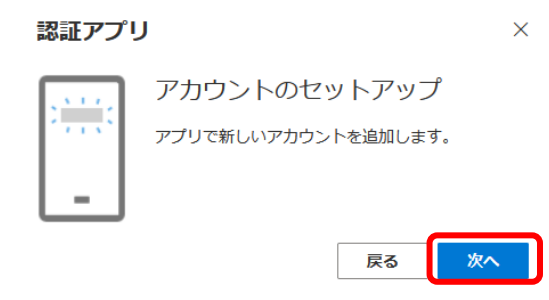 認証アプリ
アカウントのセットアップ
アプリで新しいアカウントを追加します。
戻る
次へ